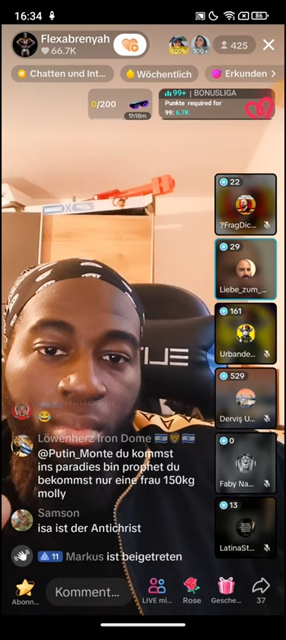 16:34
86
Flexabrenyah
66.7K
425
Chatten und Int...
Wöchentlich
Erkunden
0/200
1h18m
99+ | BONUSLIGA
Punkte required for
99: 6.7K
22
?FragDic...
29
Liebe_zum_...
161
Urbande...
529
Derviş U...
0
Faby Na...
13
LatinaSt...
Löwenherz Iron Dome
@Putin_Monte du kommst
ins paradies bin prophet du
bekommst nur eine frau 150kg
molly
Samson
isa ist der Antichrist
11 Markus ist beigetreten
Abonn...
Komment...
LIVE mi...
Rose
Gesche...
37